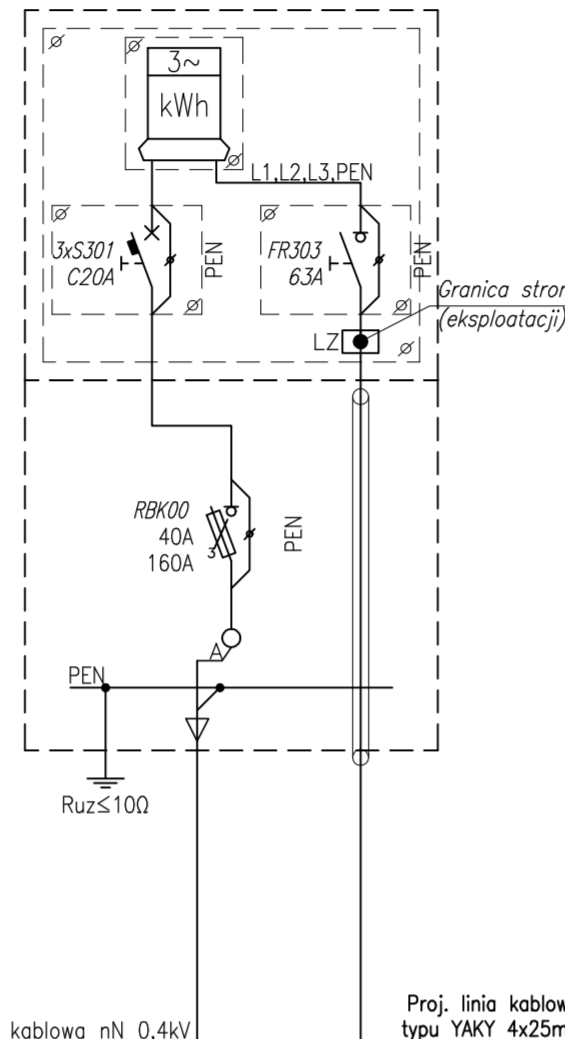 3~
kWh
L1,L2,L3,PEN
3xS301
C20A
PEN
FR303
63A
PEN
Granica stron
(eksploatacji)
LZ
RBK00
40A
160A
3
PEN
A
PEN
Ruz≤10Ω
kablowa nN 0,4kV
Proj. linia kablow
typu YAKY 4x25m